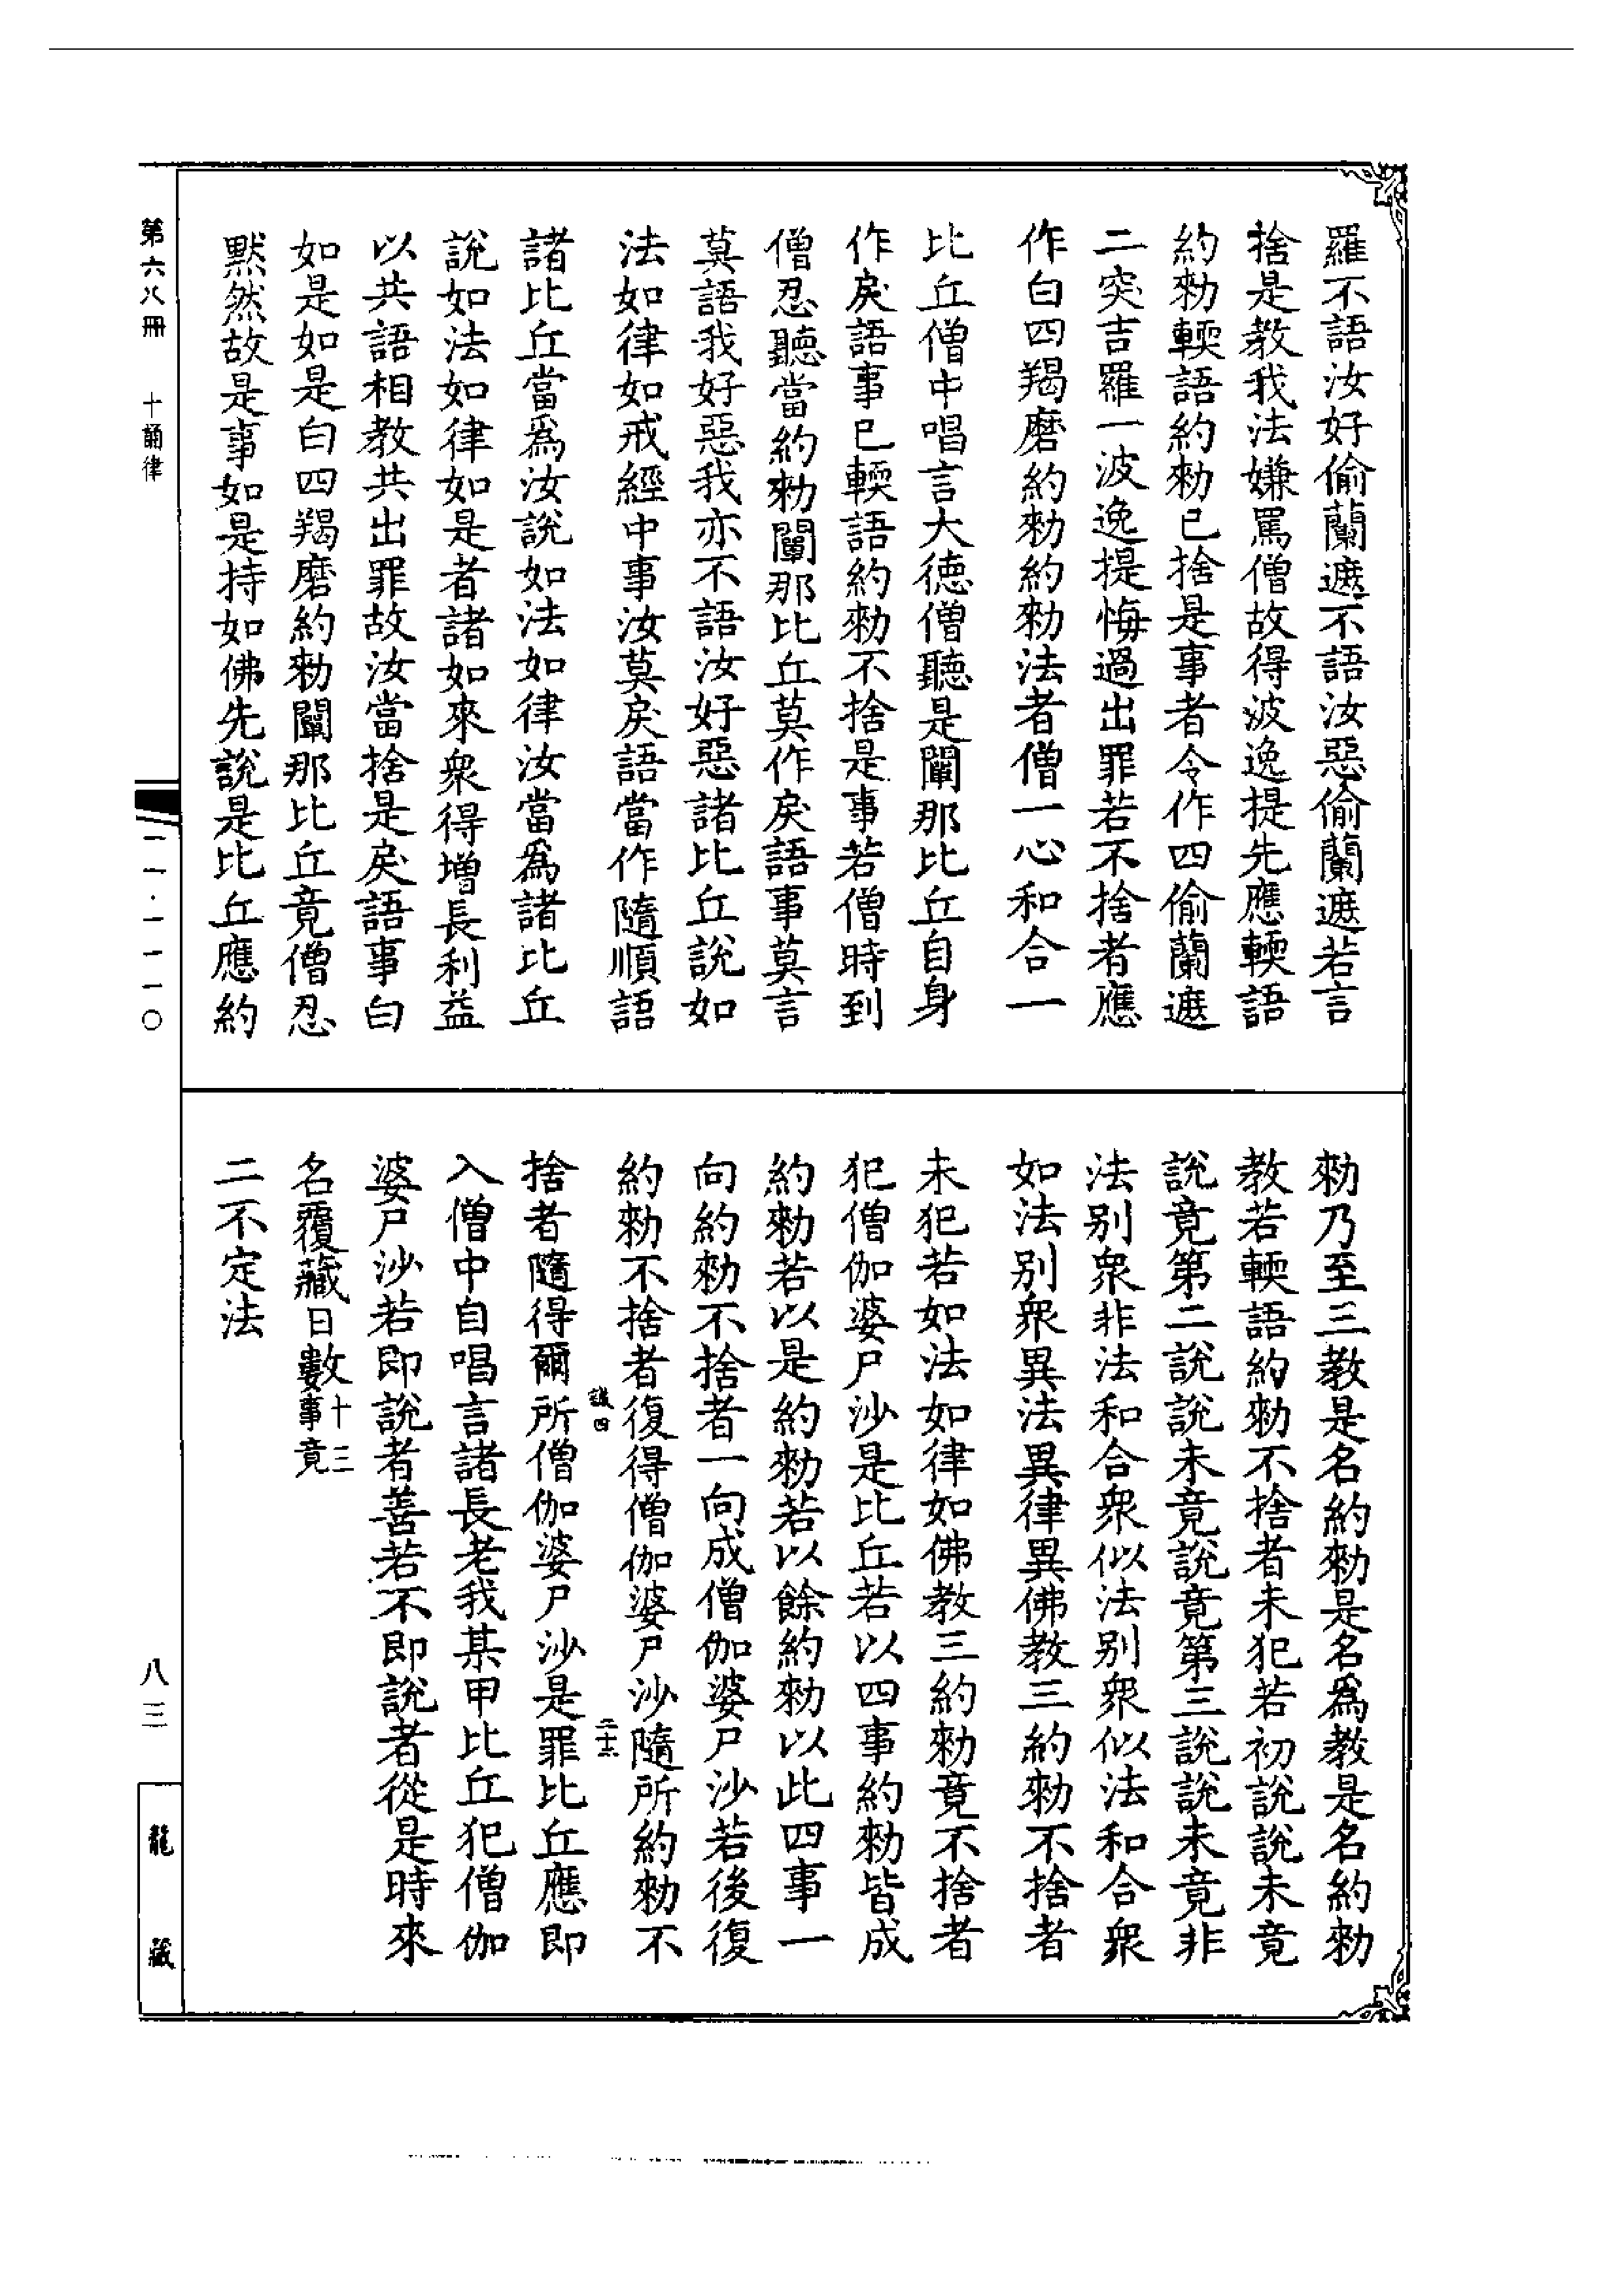 羅不語汝好偷蘭遮不語汝惡偷蘭遮若言
捨是教我法嫌罵僧故得波逸提先應輭語
約勑輭語約勑已捨是事者令作四偷蘭遮
二突吉羅一波逸提悔過出罪若不捨者應
作白四羯磨約勑約勑法者僧一心和合一
比丘僧中唱言大徳僧聽是闡那比丘自身
作戾語事已輭語約勑不捨是事若僧時到
僧忍聽當約勑闡那比丘莫作戾語事莫言
莫語我好惡我亦不語汝好惡諸比丘說如
法如律如戒經中事汝莫戾語當作隨順語
諸比丘當爲汝說如法如律汝當爲諸比丘
說如法如律如是者諸如來衆得增長利益
以共語相教共出罪故汝當捨是戾語事白
如是如是白四羯磨約勑闡那比丘竟僧忍
默然故是事如是持如佛先說是比丘應約
勑乃至三教是名約勑是名爲教是名約勑
教若輭語約勑不捨者未犯若初說說未竟
說竟第二說說未竟說竟第三說說未竟非
法别衆非法和合衆似法别衆似法和合衆
如法别衆異法異律異佛教三約勑不捨者
未犯若如法如律如佛教三約勑竟不捨者
犯僧伽婆尸沙是比丘若以四事約勑皆成
約勑若以是約勑若以餘約勑以此四事一
向約勑不捨者一向成僧伽婆尸沙若後復
約勑不捨者復得僧伽婆尸沙隨所約勑不
誐四
二十六
捨者隨得爾所僧伽婆尸沙是罪比丘應即
入僧中自唱言諸長老我某甲比丘犯僧伽
婆尸沙若即說者善若不即說者從是時來
名覆藏日數十三事竟
二不定法
第六八冊 十誦律
一一·一一一〇
八三
龍藏